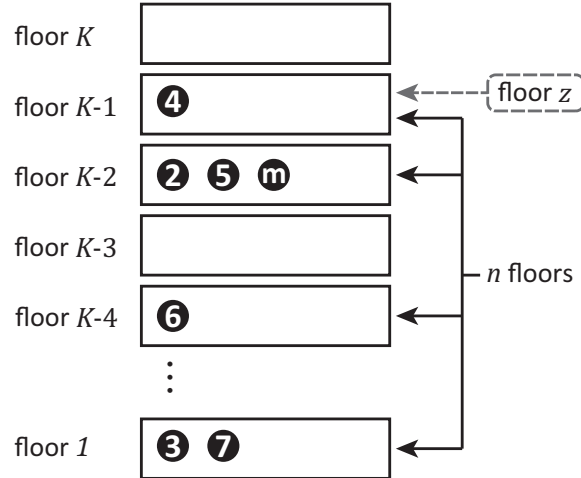 floor K
floor K-1
4
floor z
floor K-2
2 5 m
floor K-3
n floors
floor K-4
6
⋮
floor 1
3 7